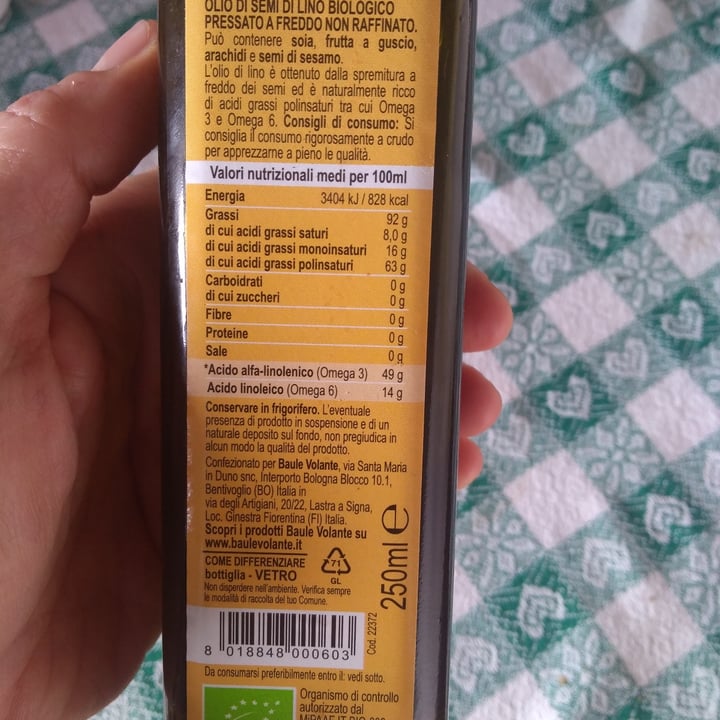 OLIO DI SEMI DI LINO BIOLOGICO
PRESSATO A FREDDO NON RAFFINATO.
Può contenere soia, frutta a guscio,
arachidi e semi di sesamo.
L'olio di lino è ottenuto dalla spremitura a
freddo dei semi ed è naturalmente ricco
di acidi grassi polinsaturi tra cui Omega
3 e Omega 6. Consigli di consumo: Si
consiglia il consumo rigorosamente a crudo
per apprezzarne a pieno le qualità.
Valori nutrizionali medi per 100ml
Energia 3404 kJ / 828 kcal
Grassi 92 g
di cui acidi grassi saturi 8,0 g
di cui acidi grassi monoinsaturi 16 g
di cui acidi grassi polinsaturi 63 g
Carboidrati 0 g
di cui zuccheri 0 g
Fibre 0 g
Proteine 0 g
Sale 0 g
*Acido alfa-linolenico (Omega 3) 49 g
Acido linoleico (Omega 6) 14 g
Conservare in frigorifero. L'eventuale
presenza di prodotto in sospensione e di un
naturale deposito sul fondo, non pregiudica in
alcun modo la qualità del prodotto.
Confezionato per Baule Volante, via Santa Maria
in Duno snc, Interporto Bologna Blocco 10.1,
Bentivoglio (BO) Italia in
via degli Artigiani, 20/22, Lastra a Signa,
Loc. Ginestra Fiorentina (FI) Italia.
Scopri i prodotti Baule Volante su
www.baulevolante.it
COME DIFFERENZIARE
bottiglia - VETRO
Non disperdere nell'ambiente. Verifica sempre
le modalità di raccolta del tuo Comune.
71
GL
250ml e
8 018848 000603
Cod. 22372
Da consumarsi preferibilmente entro il: vedi sotto.
Organismo di controllo
autorizzato dal